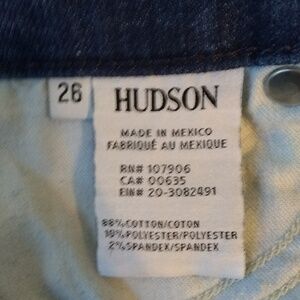 26
HUDSON
MADE IN MEXICO
FABRIQUÉ AU MEXIQUE
RN# 107906
CA# 00635
EIN# 20-3082491
88% COTTON/COTON
10% POLYESTER/POLYESTER
2% SPANDEX/SPANDEX